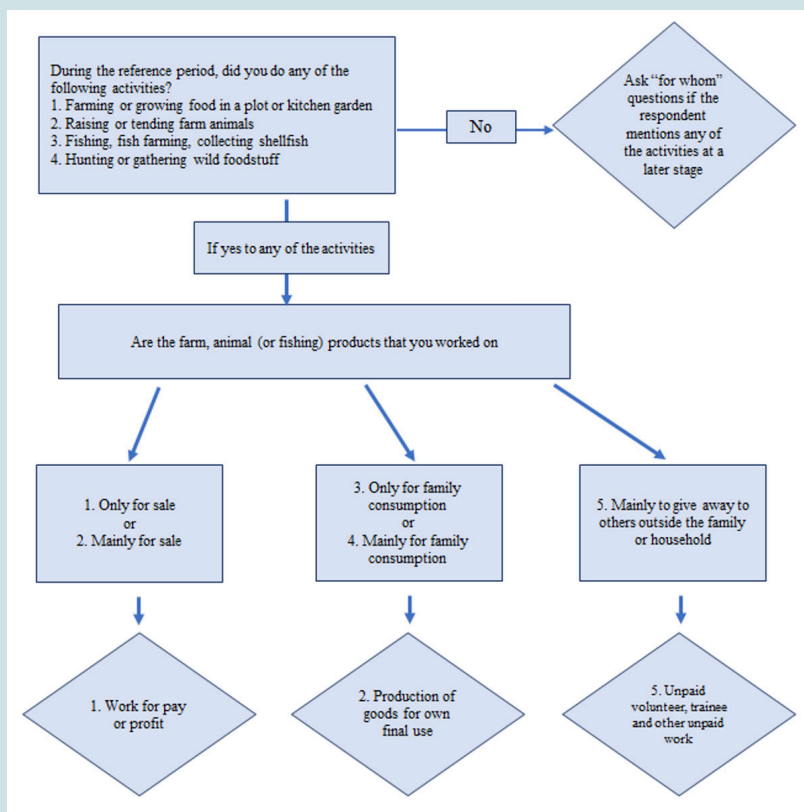 During the reference period, did you do any of the
following activities?
1. Farming or growing food in a plot or kitchen garden
2. Raising or tending farm animals
3. Fishing, fish farming, collecting shellfish
4. Hunting or gathering wild foodstuff
No
Ask “for whom”
questions if the
respondent
mentions any of
the activities at a
later stage
If yes to any of the activities
Are the farm, animal (or fishing) products that you worked on
1. Only for sale
or
2. Mainly for sale
3. Only for family
consumption
or
4. Mainly for family
consumption
5. Mainly to give away to
others outside the family
or household
1. Work for pay
or profit
2. Production of
goods for own
final use
5. Unpaid
volunteer, trainee
and other unpaid
work